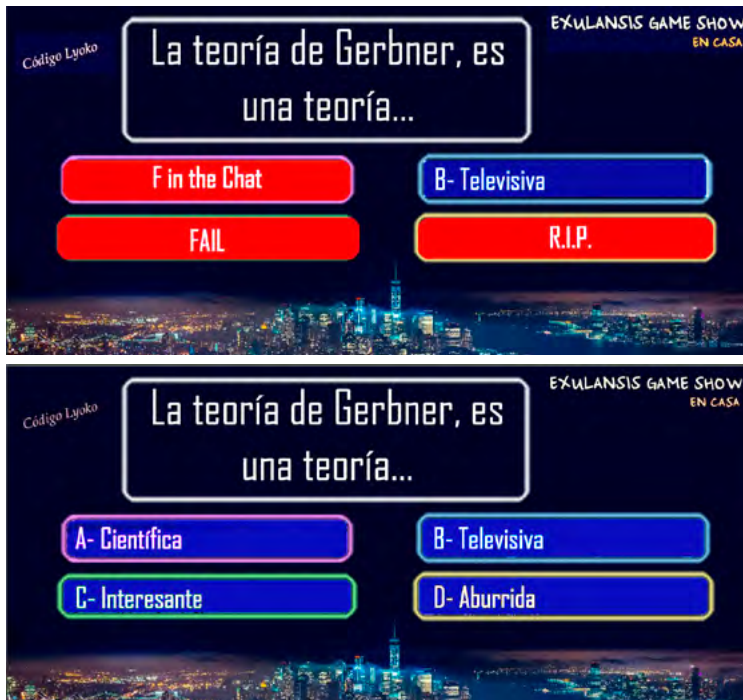 Código Lyoko
La teoría de Gerbner, es
una teoría...
EXULANSIS GAME SHOW
EN CASA
F in the Chat
B- Televisiva
FAIL
R.I.P.
Código Lyoko
La teoría de Gerbner, es
una teoría...
EXULANSIS GAME SHOW
EN CASA
A- Científica
B- Televisiva
C- Interesante
D- Aburrida